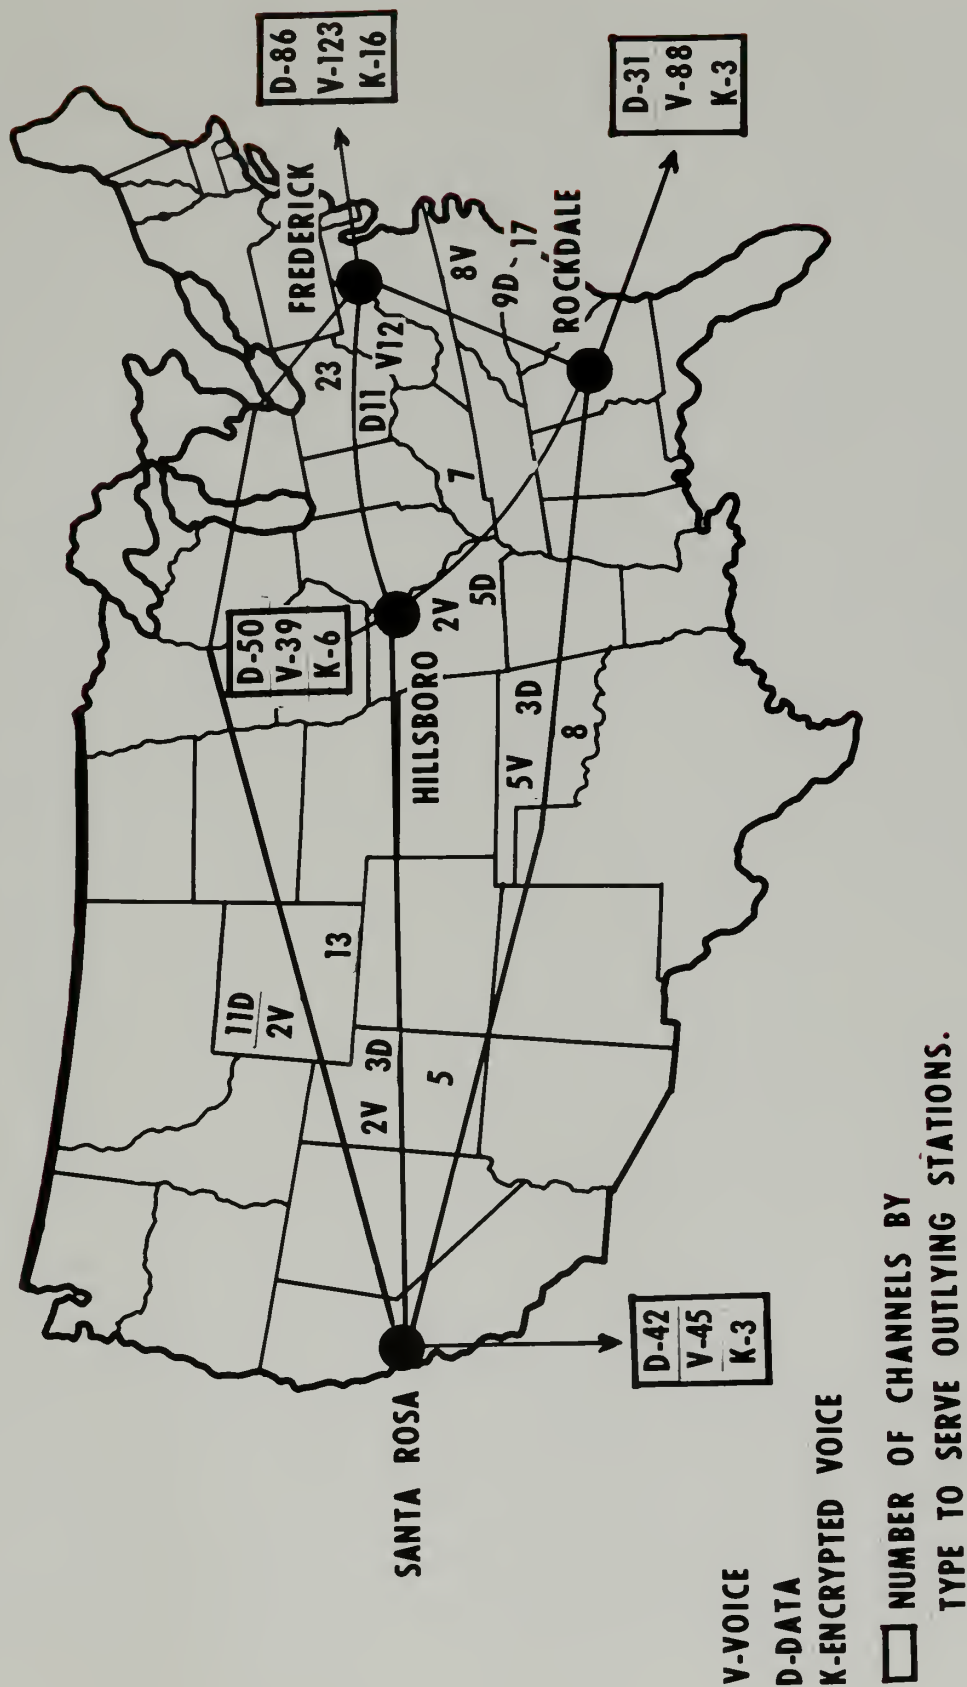 D-86
V-123
K-16
FREDERICK
D-31
V-88
K-3
ROCKDALE
8V
9D 17
23
D11 V12
7
D-50
V-39
K-6
HILLSBORO
2V
5D
5V 3D
8
11D
2V
13
2V 3D
5
SANTA ROSA
D-42
V-45
K-3
V-VOICE
D-DATA
K-ENCRYPTED VOICE
NUMBER OF CHANNELS BY
TYPE TO SERVE OUTLYING STATIONS.